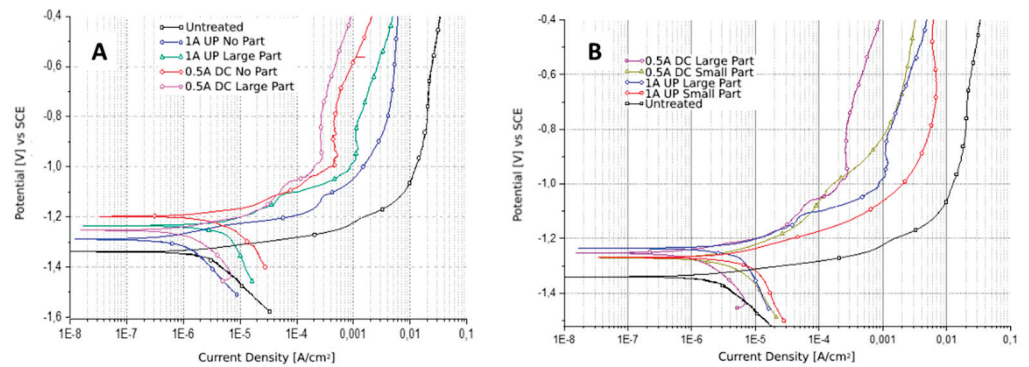 A
Untreated
1A UP No Part
1A UP Large Part
0.5A DC No Part
0.5A DC Large Part
Potential [V] vs SCE
-0,4
-0,6
-0,8
-1.0
-1.2
-1.4
-1.6
1E-8 1E-7 1E-6 1E-5 1E-4 0,001 0,01 0,1
Current Density [A/cm²]
B
0.5A DC Large Part
0.5A DC Small Part
1A UP Large Part
1A UP Small Part
Untreated
Potential [V] vs SCE
-0,4
-0,6
-0,8
-1.0
-1.2
-1.4
1E-8 1E-7 1E-6 1E-5 1E-4 0,001 0,01 0,1
Current Density [A/cm²]